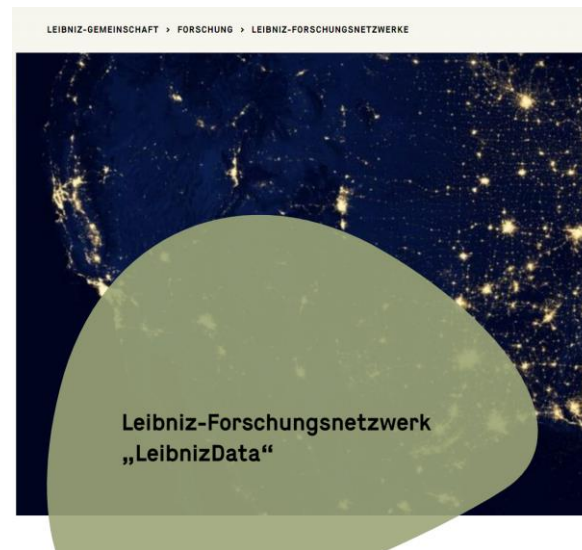 LEIBNIZ-GEMEINSCHAFT > FORSCHUNG > LEIBNIZ-FORSCHUNGSNETZWERKE
Leibniz-Forschungsnetzwerk
„LeibnizData“